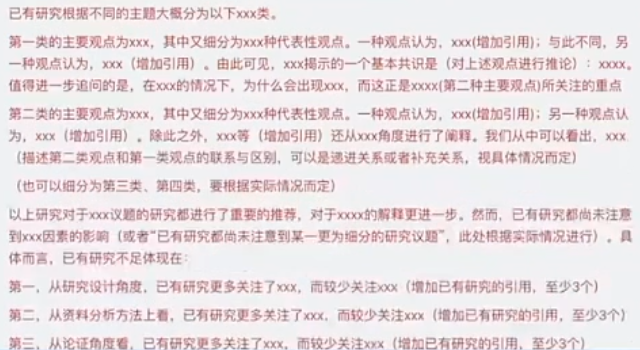 已有研究根据不同的主题大概分为以下xxx类。
第一类的主要观点为xxx，其中又细分为xxx种代表性观点。一种观点认为，xxx(增加引用)；与此不同，另
一种观点认为，xxx（增加引用）。由此可见，xxx揭示的一个基本共识是（对上述观点进行推论）：xxxx。
值得进一步追问的是，在xxx的情况下，为什么会出现xxx，而这正是xxxx(第二种主要观点)所关注的重点
第二类的主要观点为xxx，其中又细分为xxx种代表性观点。一种观点认为，xxx(增加引用)；另一种观点认
为，xxx（增加引用）。除此之外，xxx等（增加引用）还从xxx角度进行了阐释。我们从中可以看出，xxx
（描述第二类观点和第一类观点的联系与区别，可以是递进关系或者补充关系，视具体情况而定）
（也可以细分为第三类、第四类，要根据实际情况而定）
以上研究对于xxx议题的研究都进行了重要的推荐，对于xxxx的解释更进一步。然而，已有研究都尚未注意
到xxx因素的影响（或者“已有研究都尚未注意到某一更为细分的研究议题”，此处根据实际情况进行）。具
体而言，已有研究不足体现在：
第一，从研究设计角度，已有研究更多关注了xxx，而较少关注xxx（增加已有研究的引用，至少3个）
第二，从资料分析方法上看，已有研究更多关注了xxx，而较少关注xxx（增加已有研究的引用，至少3个）
第三，从论证角度看，已有研究更多关注了xxx，而较少关注xxx（增加已有研究的引用，至少3个）